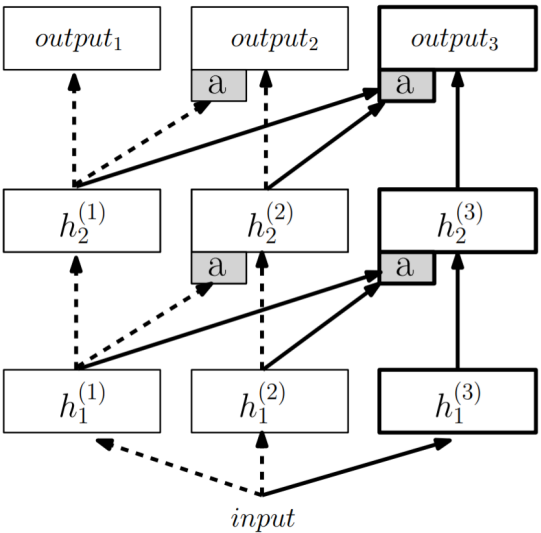 output₁ output₂ output₃
a a
h₂⁽¹⁾ h₂⁽²⁾ h₂⁽³⁾
a a
h₁⁽¹⁾ h₁⁽²⁾ h₁⁽³⁾
input